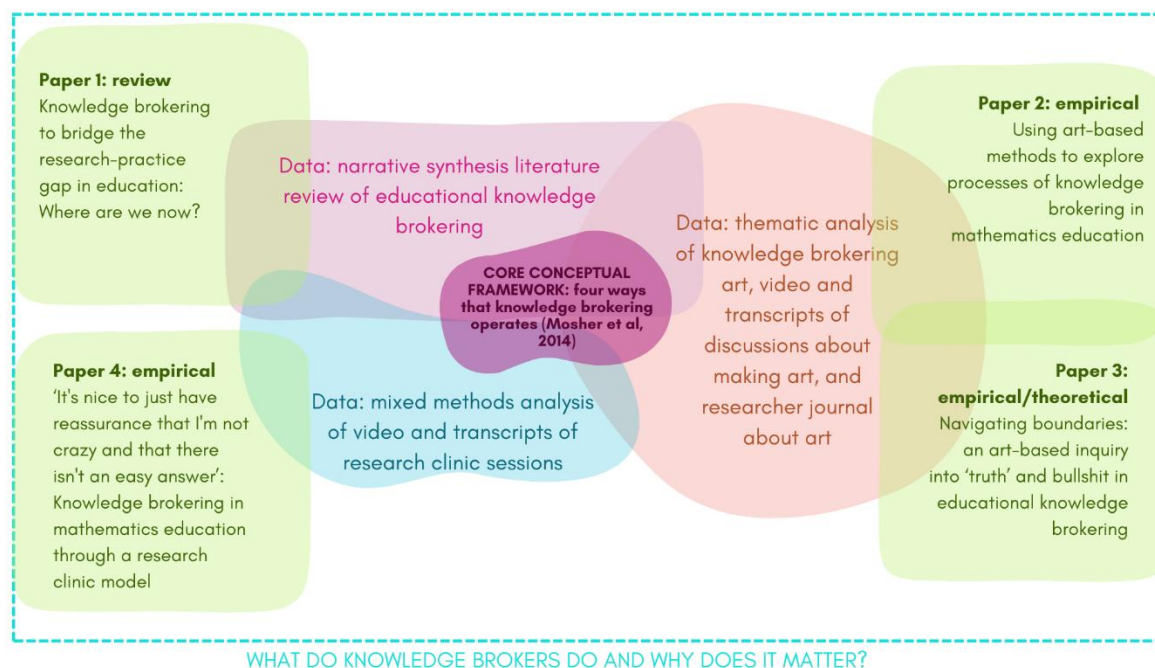 Paper 1: review
Knowledge brokering
to bridge the
research-practice
gap in education:
Where are we now?
Data: narrative synthesis literature
review of educational knowledge
brokering
Paper 2: empirical
Using art-based
methods to explore
processes of knowledge
brokering in
mathematics education
Data: thematic analysis
of knowledge brokering
art, video and
transcripts of
discussions about
making art, and
researcher journal
about art
CORE CONCEPTUAL
FRAMEWORK: four ways
that knowledge brokering
operates (Mosher et al,
2014)
Paper 4: empirical
‘It's nice to just have
reassurance that I'm not
crazy and that there
isn't an easy answer’:
Knowledge brokering in
mathematics education
through a research
clinic model
Data: mixed methods analysis
of video and transcripts of
research clinic sessions
Paper 3:
empirical/theoretical
Navigating boundaries:
an art-based inquiry
into ‘truth’ and bullshit in
educational knowledge
brokering
WHAT DO KNOWLEDGE BROKERS DO AND WHY DOES IT MATTER?